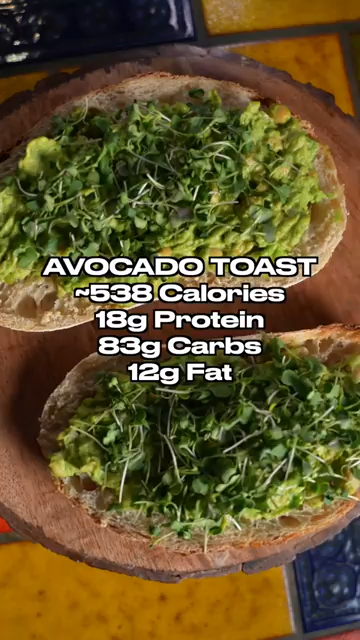 AVOCADO TOAST
~538 Calories
18g Protein
83g Carbs
12g Fat